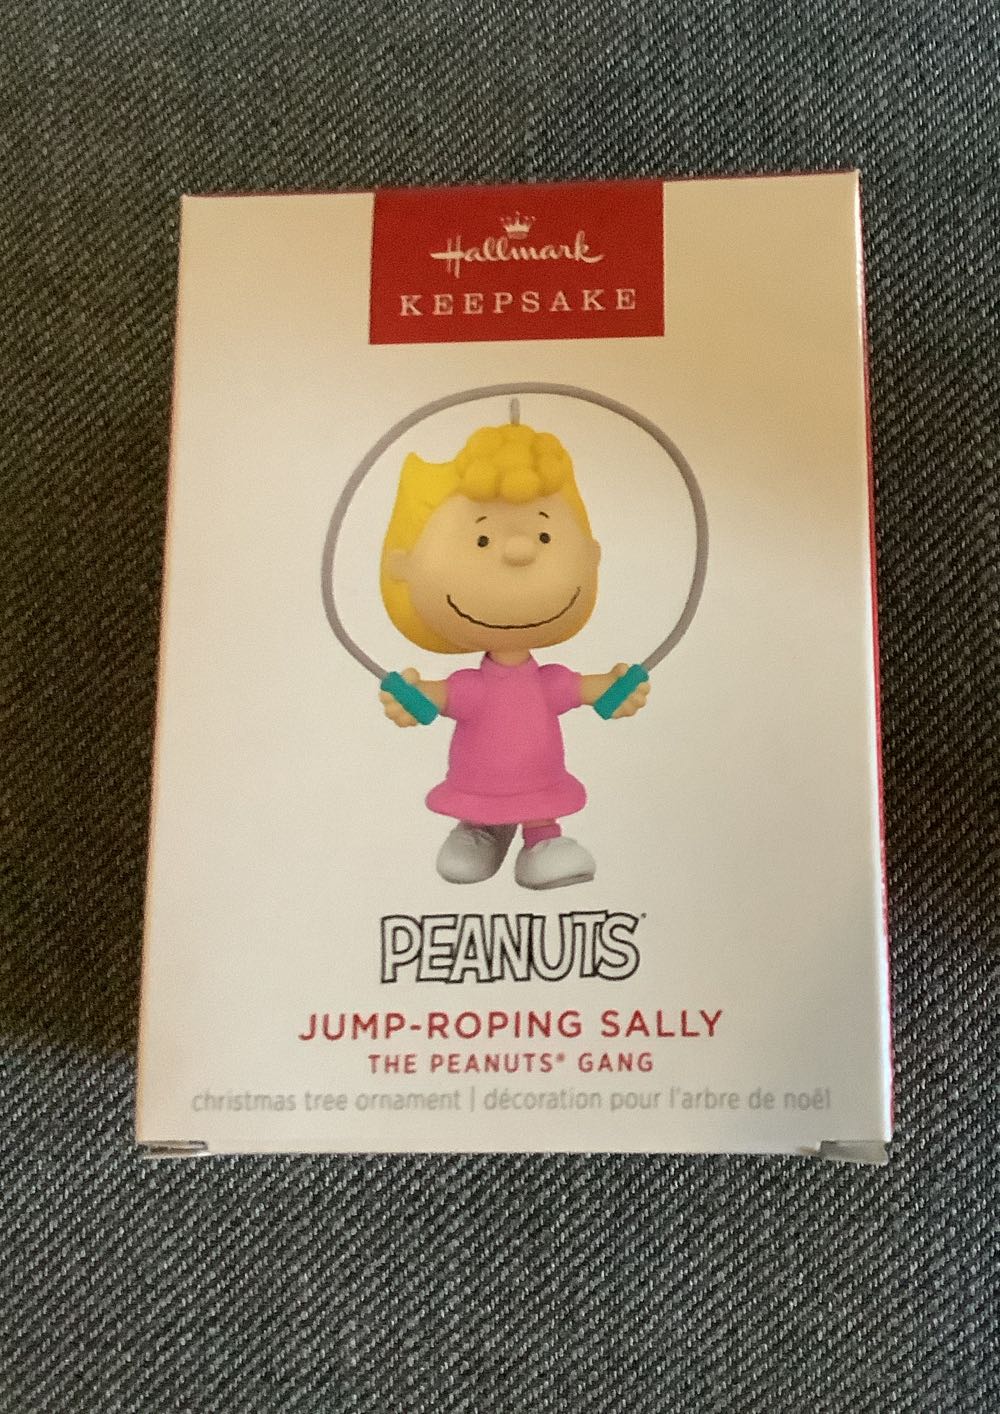 Hallmark
KEEPSAKE
PEANUTS
JUMP-ROPING SALLY
THE PEANUTS® GANG
christmas tree ornament | décoration pour l'arbre de noël